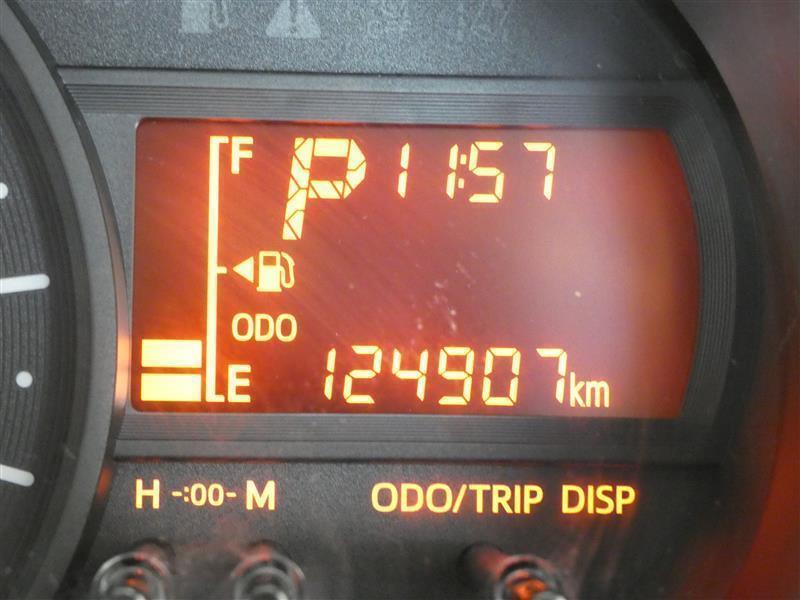 F P 11:57
ODO
E 124907km
H -:00- M ODO/TRIP DISP